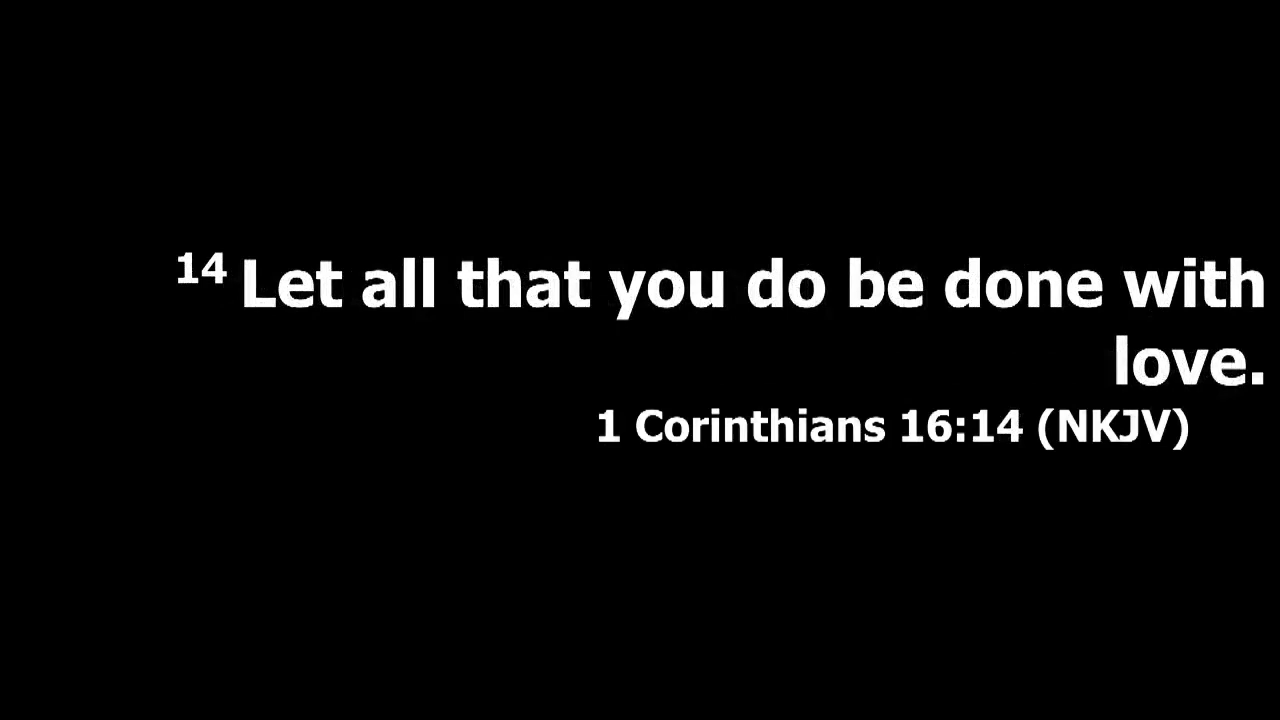 14 Let all that you do be done with
love.
1 Corinthians 16:14 (NKJV)